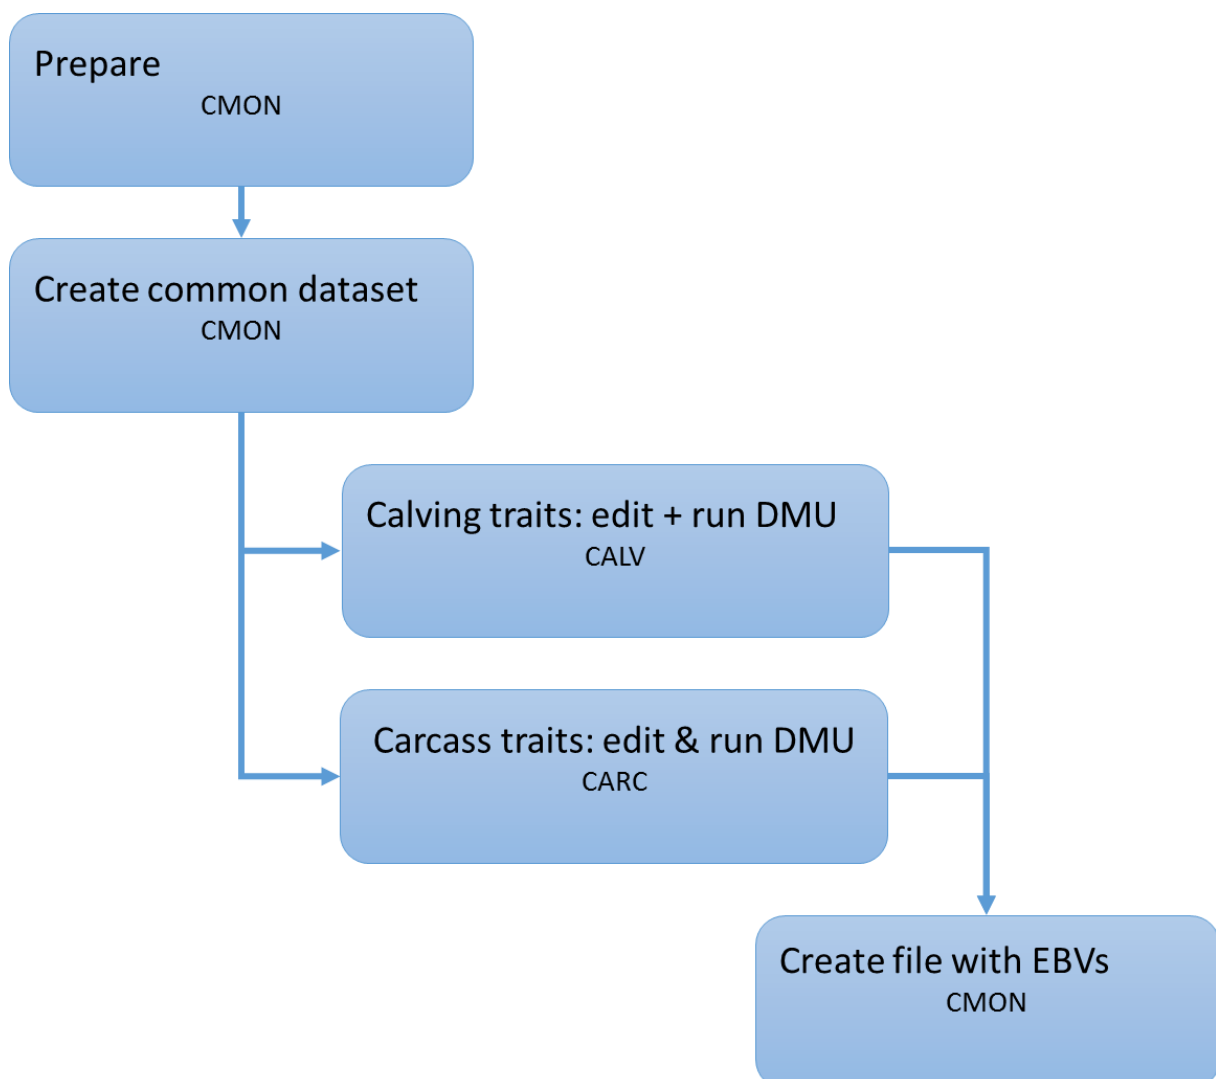 Prepare
CMON
Create common dataset
CMON
Calving traits: edit + run DMU
CALV
Carcass traits: edit & run DMU
CARC
Create file with EBVs
CMON